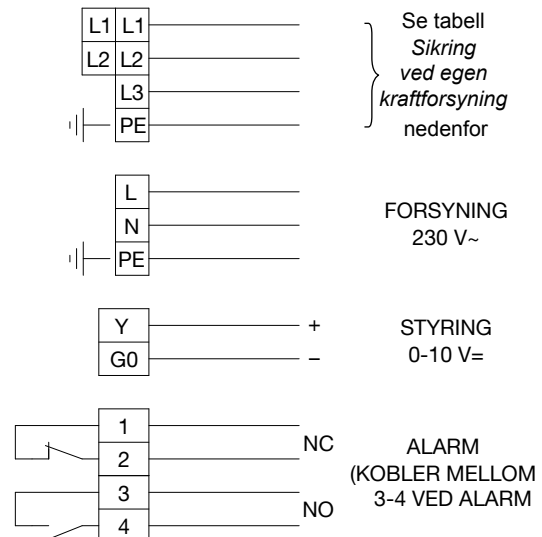 L1 L1
L2 L2
L3
PE
Se tabell
Sikring
ved egen
kraftforsyning
nedenfor
L
N
PE
FORSYNING
230 V~
Y +
G0 –
STYRING
0-10 V=
1
2
NC
3
4
NO
ALARM
(KOBLER MELLOM
3-4 VED ALARM